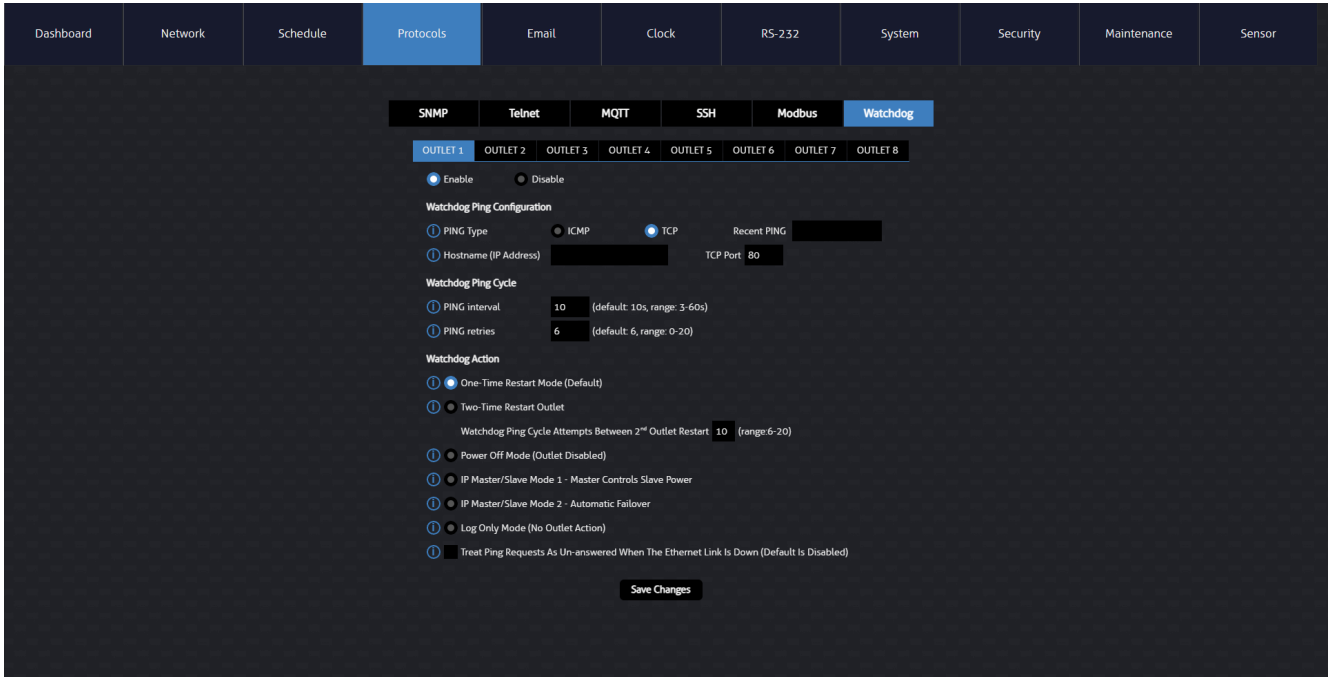 Dashboard Network Schedule Protocols Email Clock RS-232 System Security Maintenance Sensor
SNMP Telnet MQTT SSH Modbus Watchdog
OUTLET 1 OUTLET 2 OUTLET 3 OUTLET 4 OUTLET 5 OUTLET 6 OUTLET 7 OUTLET 8
Enable Disable
Watchdog Ping Configuration
PING Type ICMP TCP Recent PING
Hostname (IP Address) TCP Port 80
Watchdog Ping Cycle
PING interval 10 (default: 10s, range: 3-60s)
PING retries 6 (default: 6, range: 0-20)
Watchdog Action
One-Time Restart Mode (Default)
Two-Time Restart Outlet
Watchdog Ping Cycle Attempts Between 2nd Outlet Restart 10 (range:6-20)
Power Off Mode (Outlet Disabled)
IP Master/Slave Mode 1 - Master Controls Slave Power
IP Master/Slave Mode 2 - Automatic Failover
Log Only Mode (No Outlet Action)
Treat Ping Requests As Un-answered When The Ethernet Link Is Down (Default Is Disabled)
Save Changes